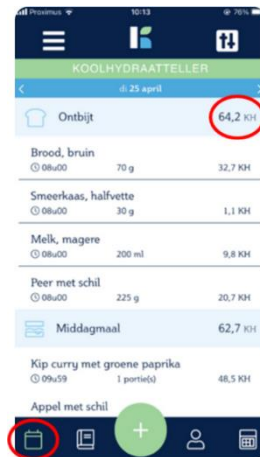 Proximus 10:13 76%
KOOLHYDRAATTELLER
di 25 april
Ontbijt 64,2 KH
Brood, bruin
08u00 70 g 32,7 KH
Smeerkaas, halfvette
08u00 30 g 1,1 KH
Melk, magere
08u00 200 ml 9,8 KH
Peer met schil
08u00 225 g 20,7 KH
Middagmaal 62,7 KH
Kip curry met groene paprika
09u59 1 portie(s) 48,5 KH
Appel met schil